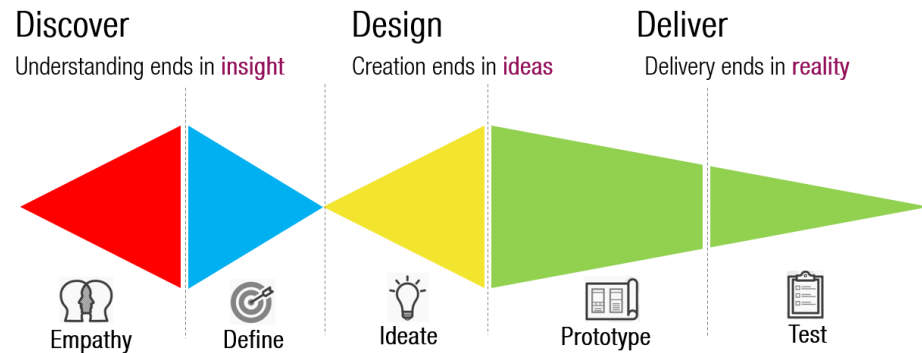 Discover
Understanding ends in insight
Design
Creation ends in ideas
Deliver
Delivery ends in reality
Empathy
Define
Ideate
Prototype
Test